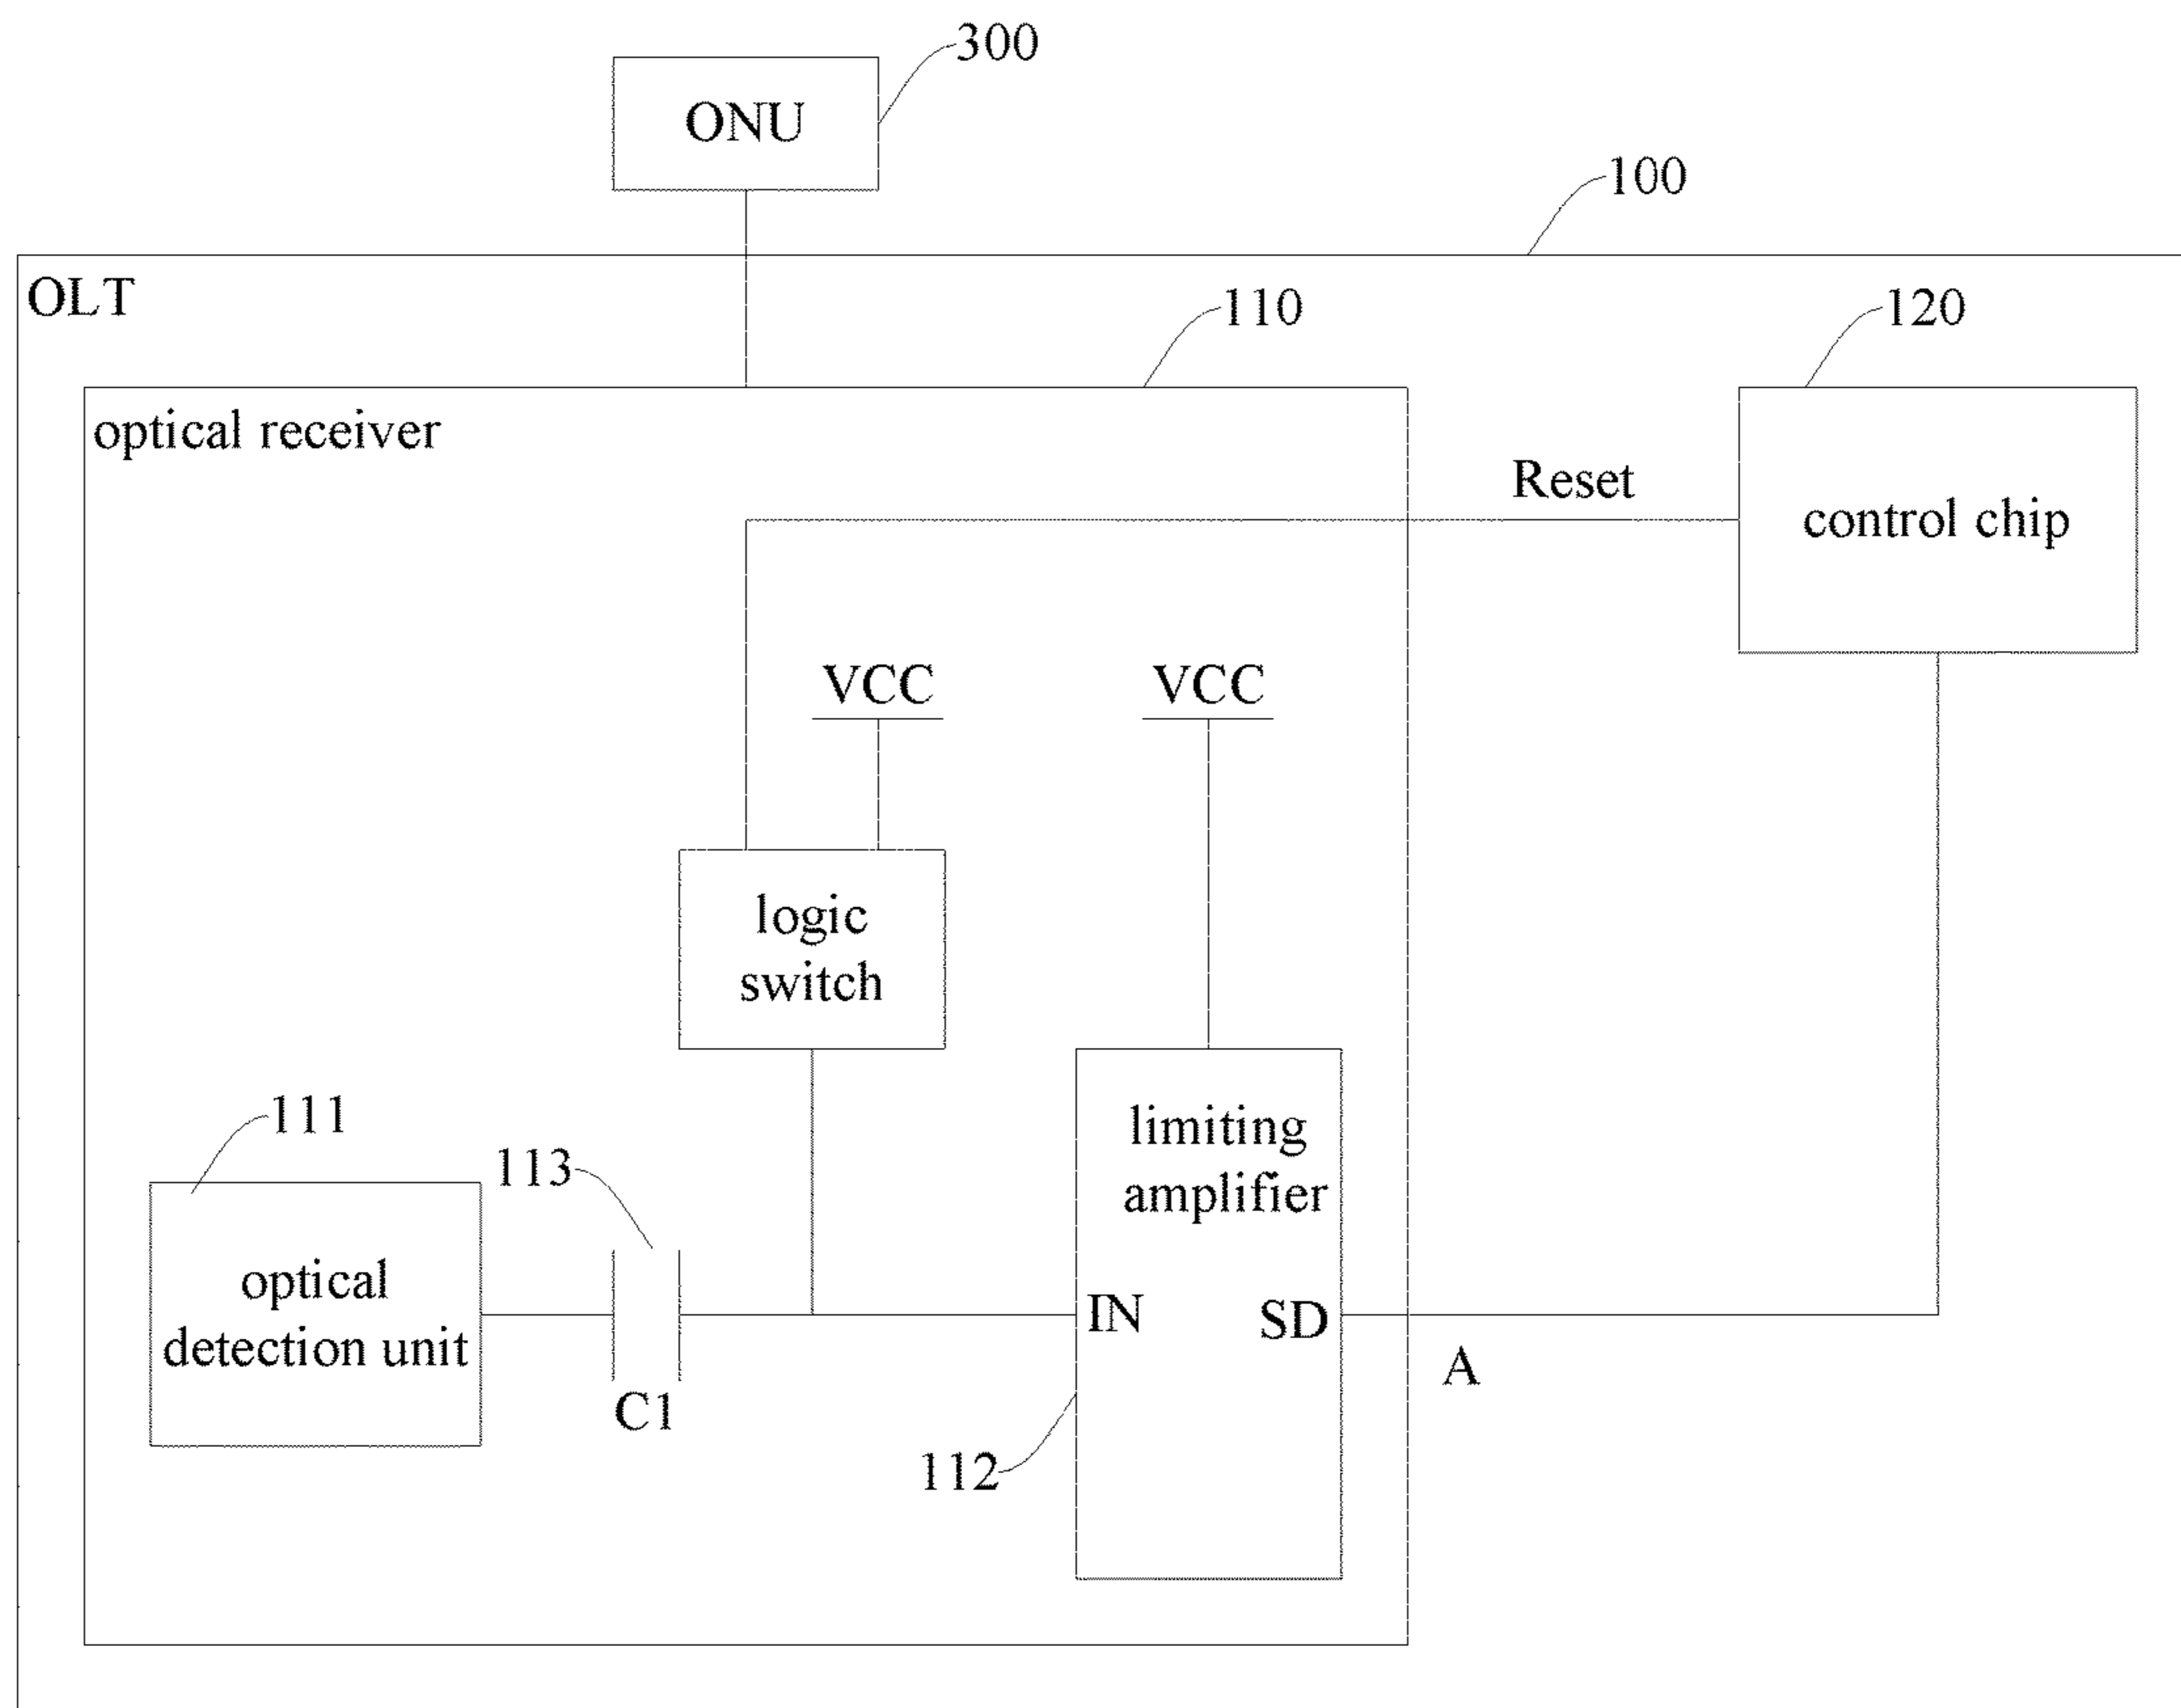 300
ONU
100
OLT
110
120
optical receiver
Reset
control chip
VCC
VCC
logic
switch
111
limiting
113
amplifier
optical
IN
SD
detection unit
A
C1
112